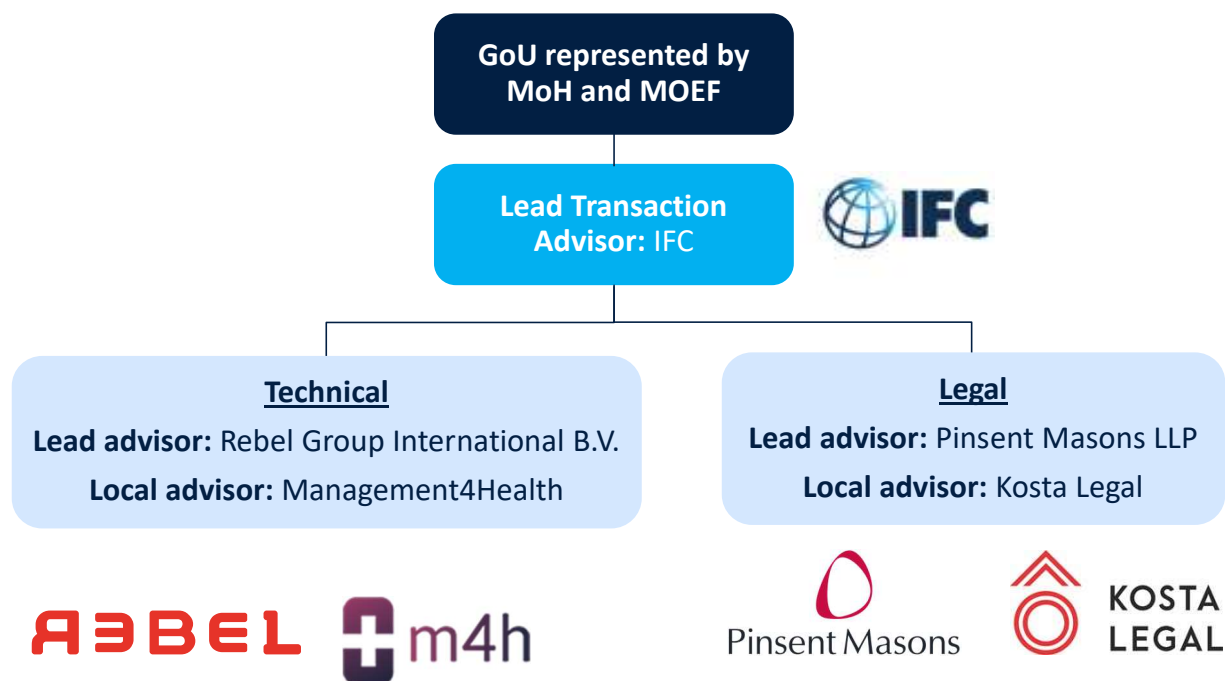 GoU represented by
MoH and MOEF
Lead Transaction
Advisor: IFC
IFC
Technical
Lead advisor: Rebel Group International B.V.
Local advisor: Management4Health
Legal
Lead advisor: Pinsent Masons LLP
Local advisor: Kosta Legal
REBEL
m4h
Pinsent Masons
KOSTA
LEGAL